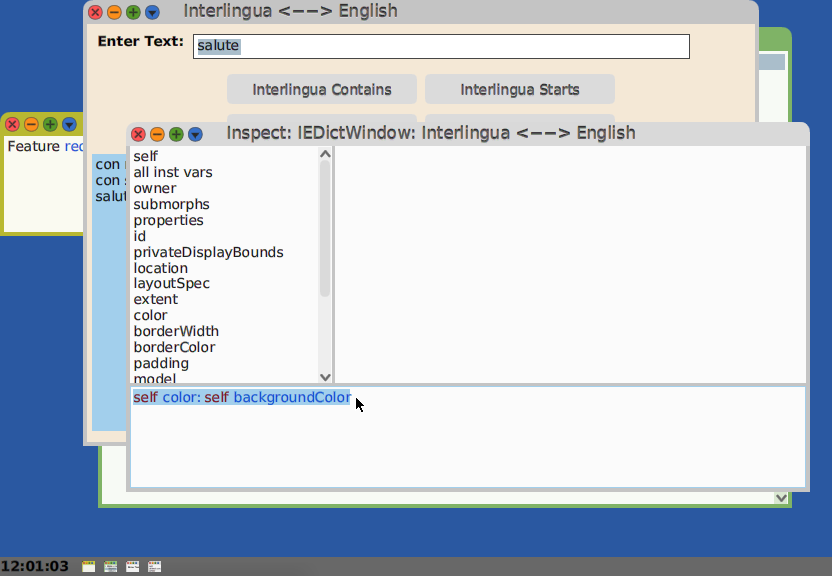 Interlingua <--> English
Enter Text: salute
Interlingua Contains
Interlingua Starts
Feature
con
con
Inspect: IEDictWindow: Interlingua <--> English
self
all inst vars
owner
submorphs
properties
id
privateDisplayBounds
location
layoutSpec
extent
color
borderWidth
borderColor
padding
model
self color: self backgroundColor
12:01:03